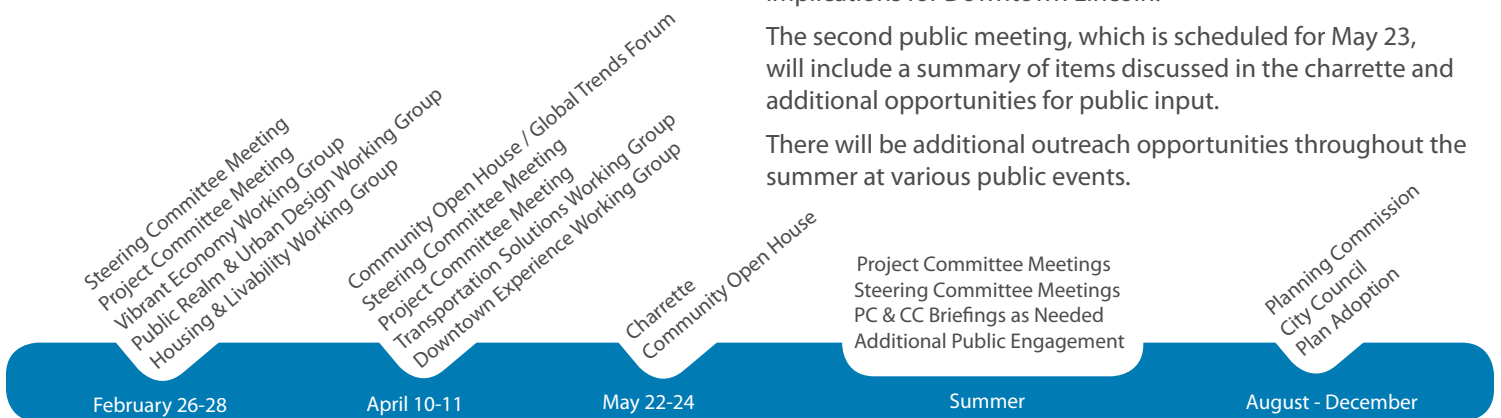 implications for Downtown Lincoln.
The second public meeting, which is scheduled for May 23,
will include a summary of items discussed in the charrette and
additional opportunities for public input.
There will be additional outreach opportunities throughout the
summer at various public events.
Steering Committee Meeting
Project Committee Meeting
Vibrant Economy Working Group
Public Realm & Urban Design Working Group
Housing & Livability Working Group
February 26-28
Community Open House / Global Trends Forum
Steering Committee Meeting
Project Committee Meeting
Transportation Solutions Working Group
Downtown Experience Working Group
April 10-11
Charrette
Community Open House
May 22-24
Project Committee Meetings
Steering Committee Meetings
PC & CC Briefings as Needed
Additional Public Engagement
Summer
Planning Commission
City Council
Plan Adoption
August - December